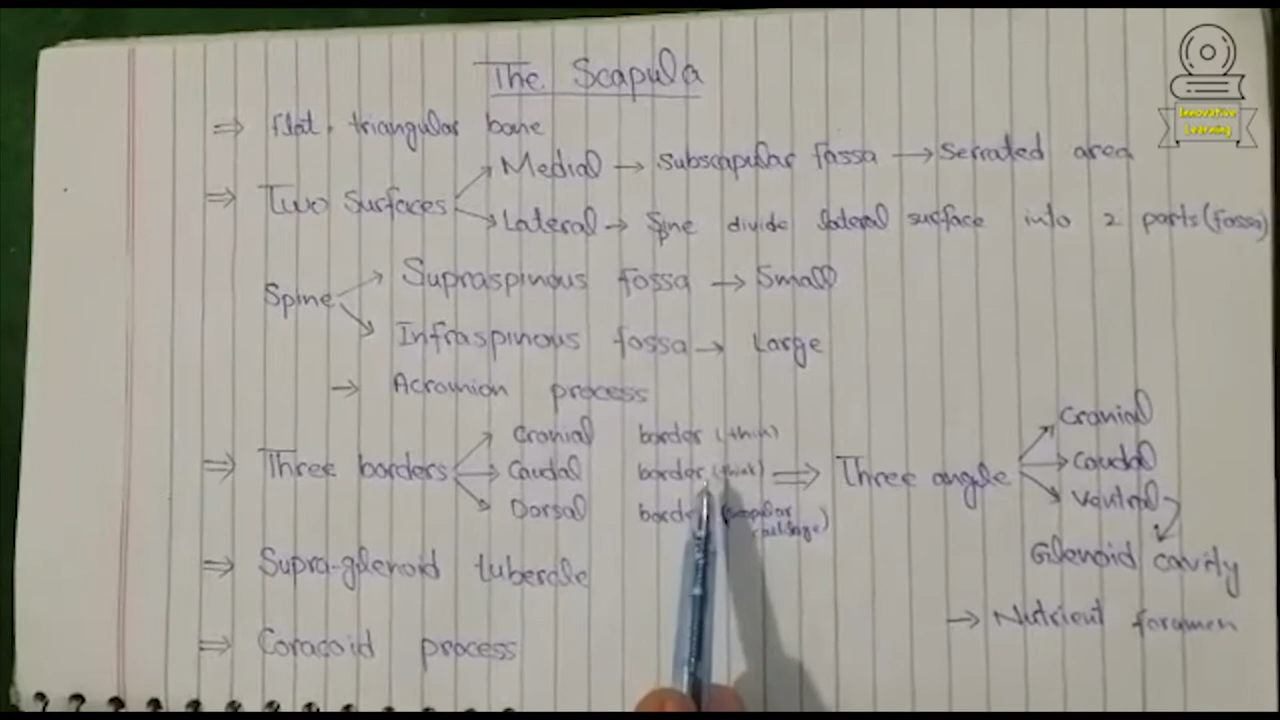 The Scapula
⇒ flat, triangular bone
⇒ Two Surfaces
→ Medial → Subscapular fossa → Serrated area
→ Lateral → Spine divide lateral surface into 2 parts (fossa)
Spine
→ Supraspinous fossa → Small
→ Infraspinous fossa → Large
→ Acromion process
⇒ Three borders
→ Cranial border (thin)
→ Caudal border
→ Dorsal border
⇒ Three angle
→ Cranial
→ Caudal
→ Ventral
Glenoid cavity
→ Nutrient foramen
⇒ Supra-glenoid tubercle
⇒ Coracoid process
Innovative
Learning